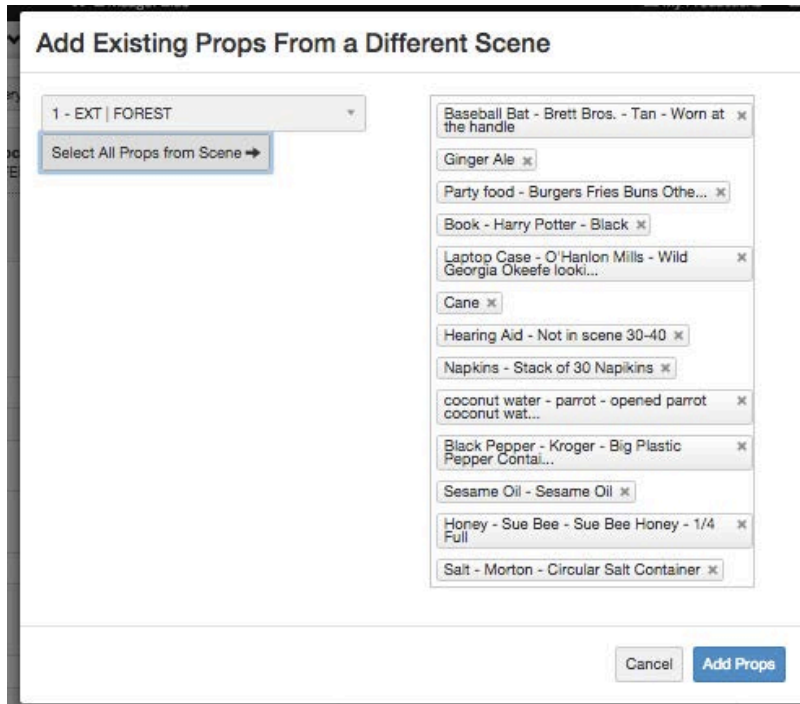 Add Existing Props From a Different Scene
1 - EXT | FOREST
Select All Props from Scene ➔
Baseball Bat - Brett Bros. - Tan - Worn at
the handle
Ginger Ale
Party food - Burgers Fries Buns Othe...
Book - Harry Potter - Black
Laptop Case - O'Hanlon Mills - Wild
Georgia Okeefe looki...
Cane
Hearing Aid - Not in scene 30-40
Napkins - Stack of 30 Napikins
coconut water - parrot - opened parrot
coconut wat...
Black Pepper - Kroger - Big Plastic
Pepper Contai...
Sesame Oil - Sesame Oil
Honey - Sue Bee - Sue Bee Honey - 1/4
Full
Salt - Morton - Circular Salt Container
Cancel
Add Props